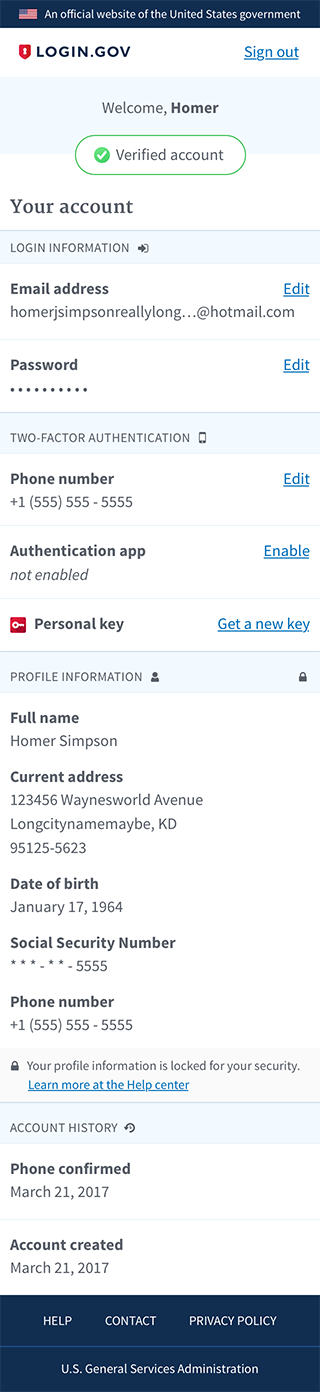 An official website of the United States government
LOGIN.GOV Sign out
Welcome, Homer
Verified account
Your account
LOGIN INFORMATION
Email address Edit
homerjsimpsonreallylong...@hotmail.com
Password Edit
• • • • • • • • • •
TWO-FACTOR AUTHENTICATION
Phone number Edit
+1 (555) 555 - 5555
Authentication app Enable
not enabled
Personal key Get a new key
PROFILE INFORMATION
Full name
Homer Simpson
Current address
123456 Waynesworld Avenue
Longcitynamemaybe, KD
95125-5623
Date of birth
January 17, 1964
Social Security Number
* * * - * * - 5555
Phone number
+1 (555) 555 - 5555
Your profile information is locked for your security.
Learn more at the Help center
ACCOUNT HISTORY
Phone confirmed
March 21, 2017
Account created
March 21, 2017
HELP CONTACT PRIVACY POLICY
U.S. General Services Administration